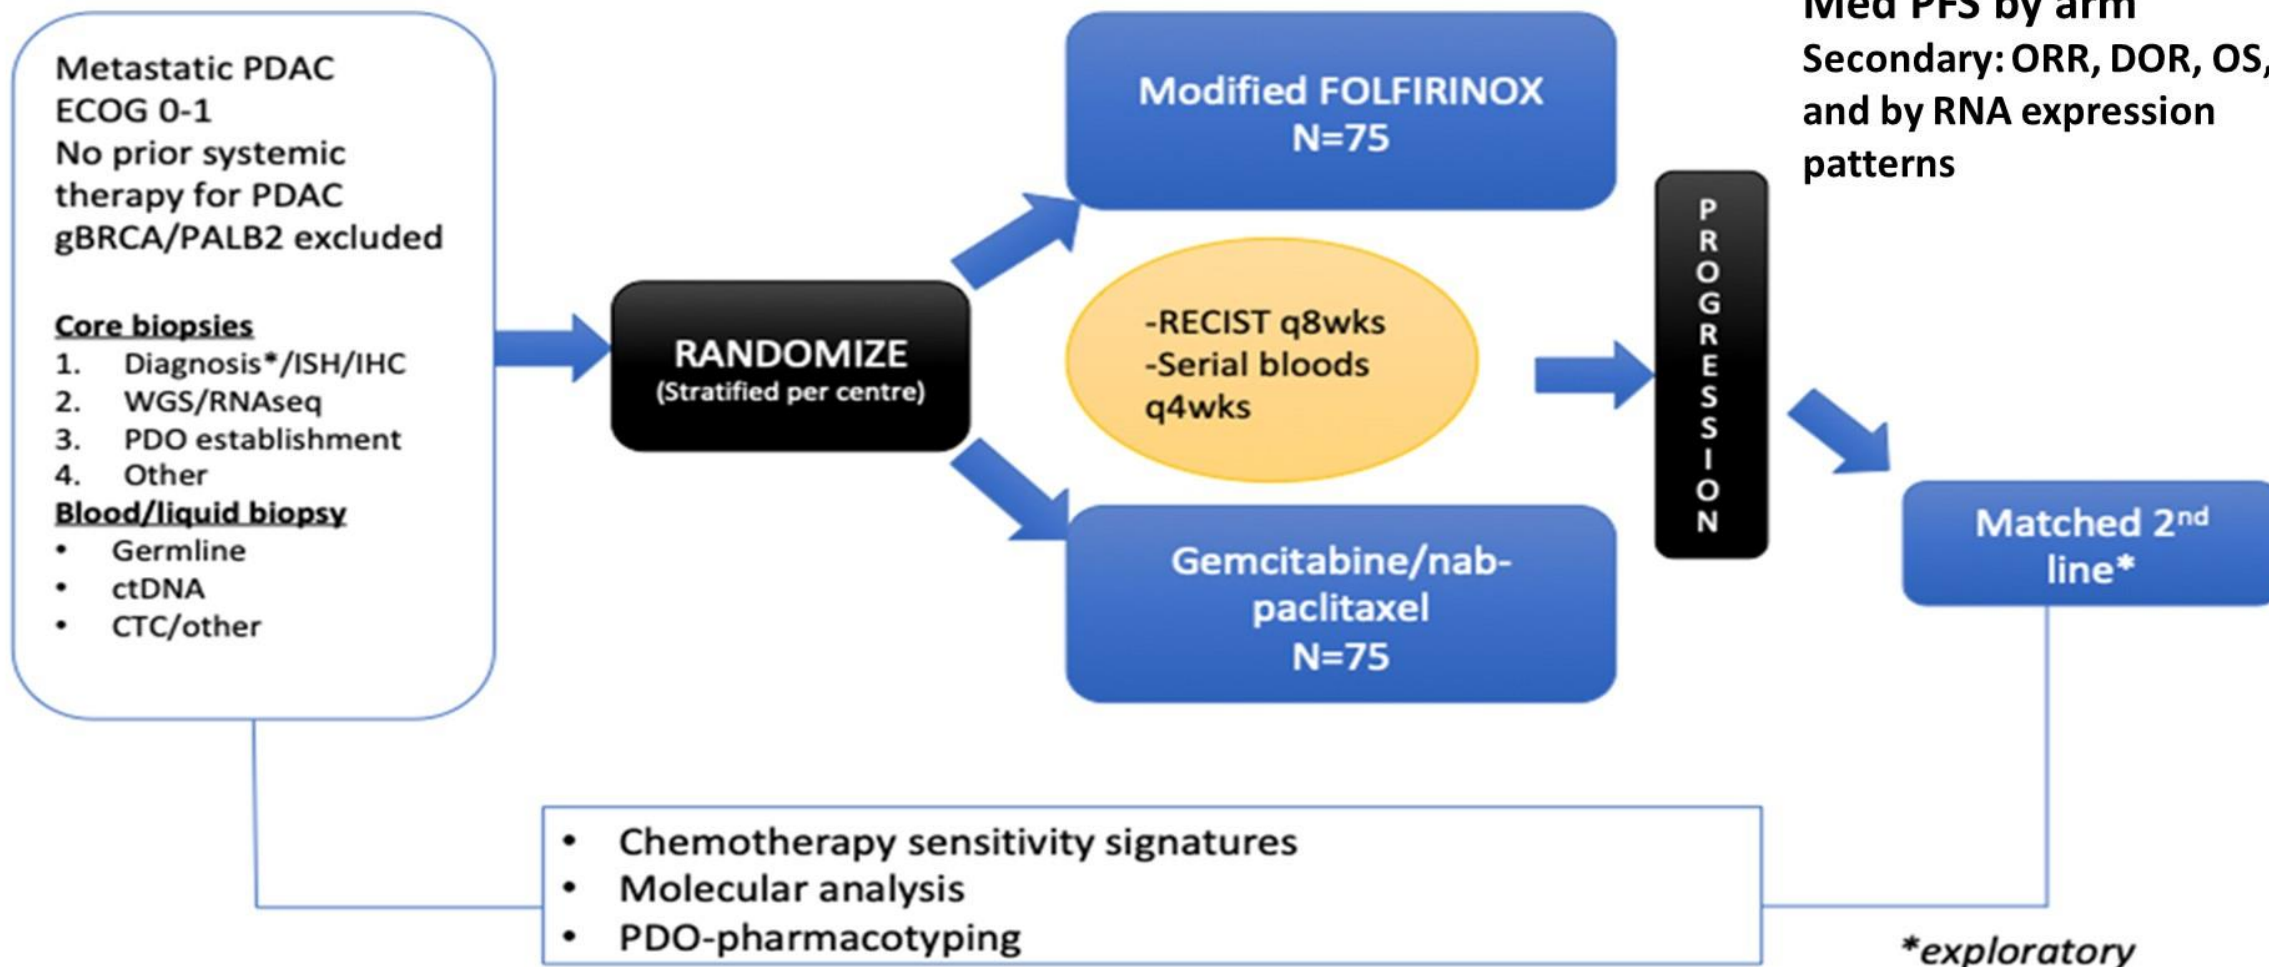 Metastatic PDAC
ECOG 0-1
No prior systemic
therapy for PDAC
gBRCA/PALB2 excluded
Core biopsies
1. Diagnosis*/ISH/IHC
2. WGS/RNAseq
3. PDO establishment
4. Other
Blood/liquid biopsy
• Germline
• ctDNA
• CTC/other
RANDOMIZE
(Stratified per centre)
Modified FOLFIRINOX
N=75
-RECIST q8wks
-Serial bloods
q4wks
Gemcitabine/nab-
paclitaxel
N=75
PROGRESSION
Med PFS by arm
Secondary: ORR, DOR, OS,
and by RNA expression
patterns
Matched 2nd
line*
• Chemotherapy sensitivity signatures
• Molecular analysis
• PDO-pharmacotyping
*exploratory